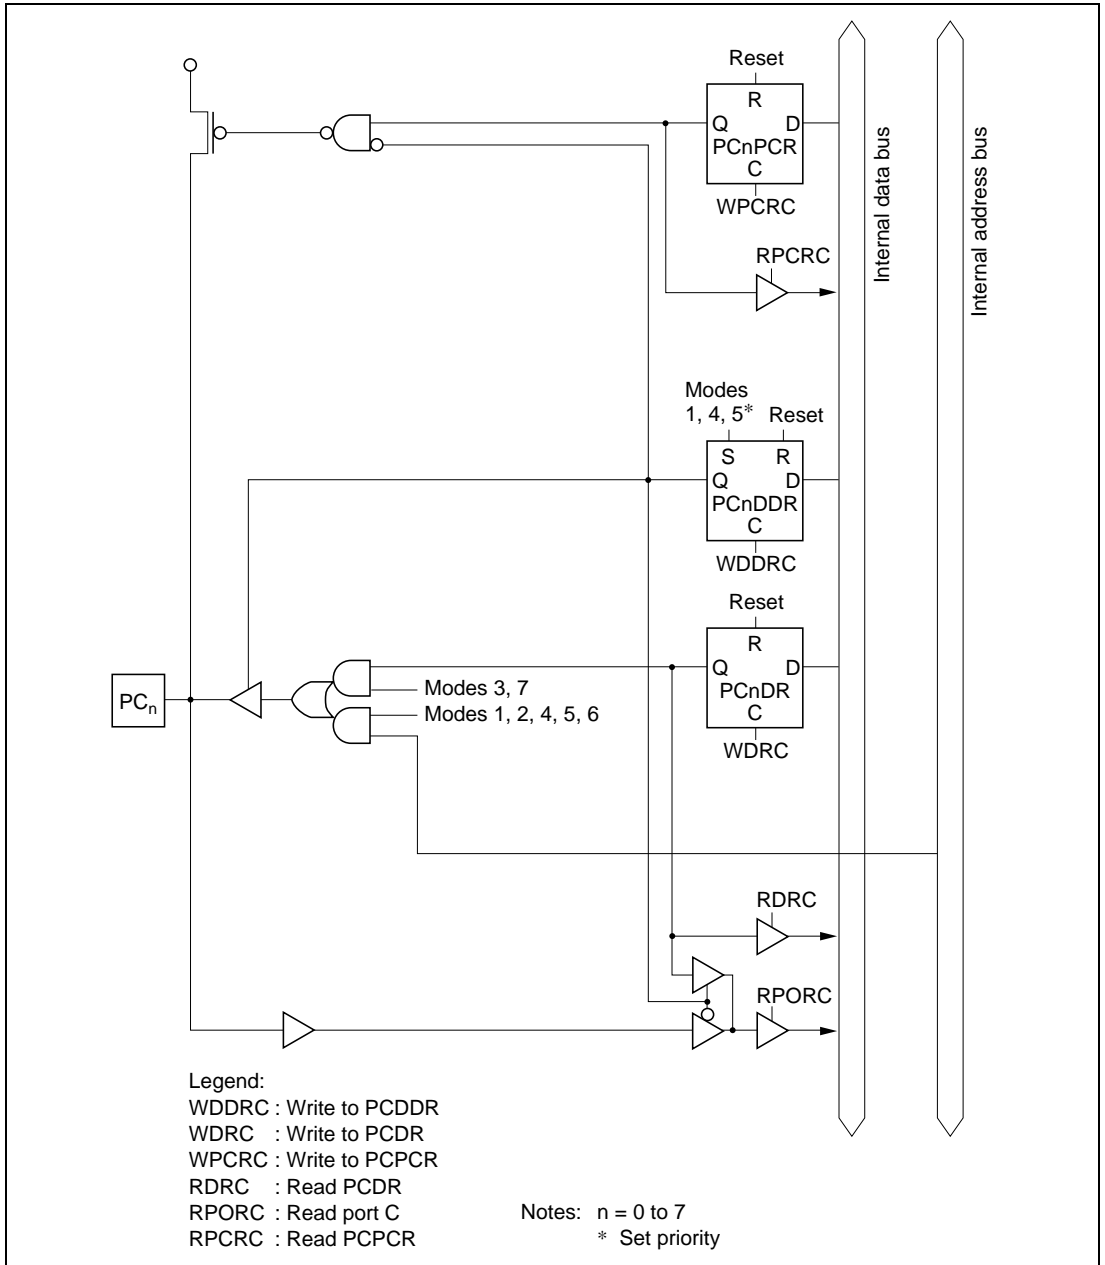 Reset
R
Q D
PCnPCR
C
WPCRC
Internal data bus
Internal address bus
RPCRC
Modes
1, 4, 5* Reset
S R
Q D
PCnDDR
C
WDDRC
Reset
R
Q D
PCnDR
C
WDRC
PCn
Modes 3, 7
Modes 1, 2, 4, 5, 6
RDRC
RPORC
Legend:
WDDRC : Write to PCDDR
WDRC : Write to PCDR
WPCRC : Write to PCPCR
RDRC : Read PCDR
RPORC : Read port C
RPCRC : Read PCPCR
Notes: n = 0 to 7
* Set priority